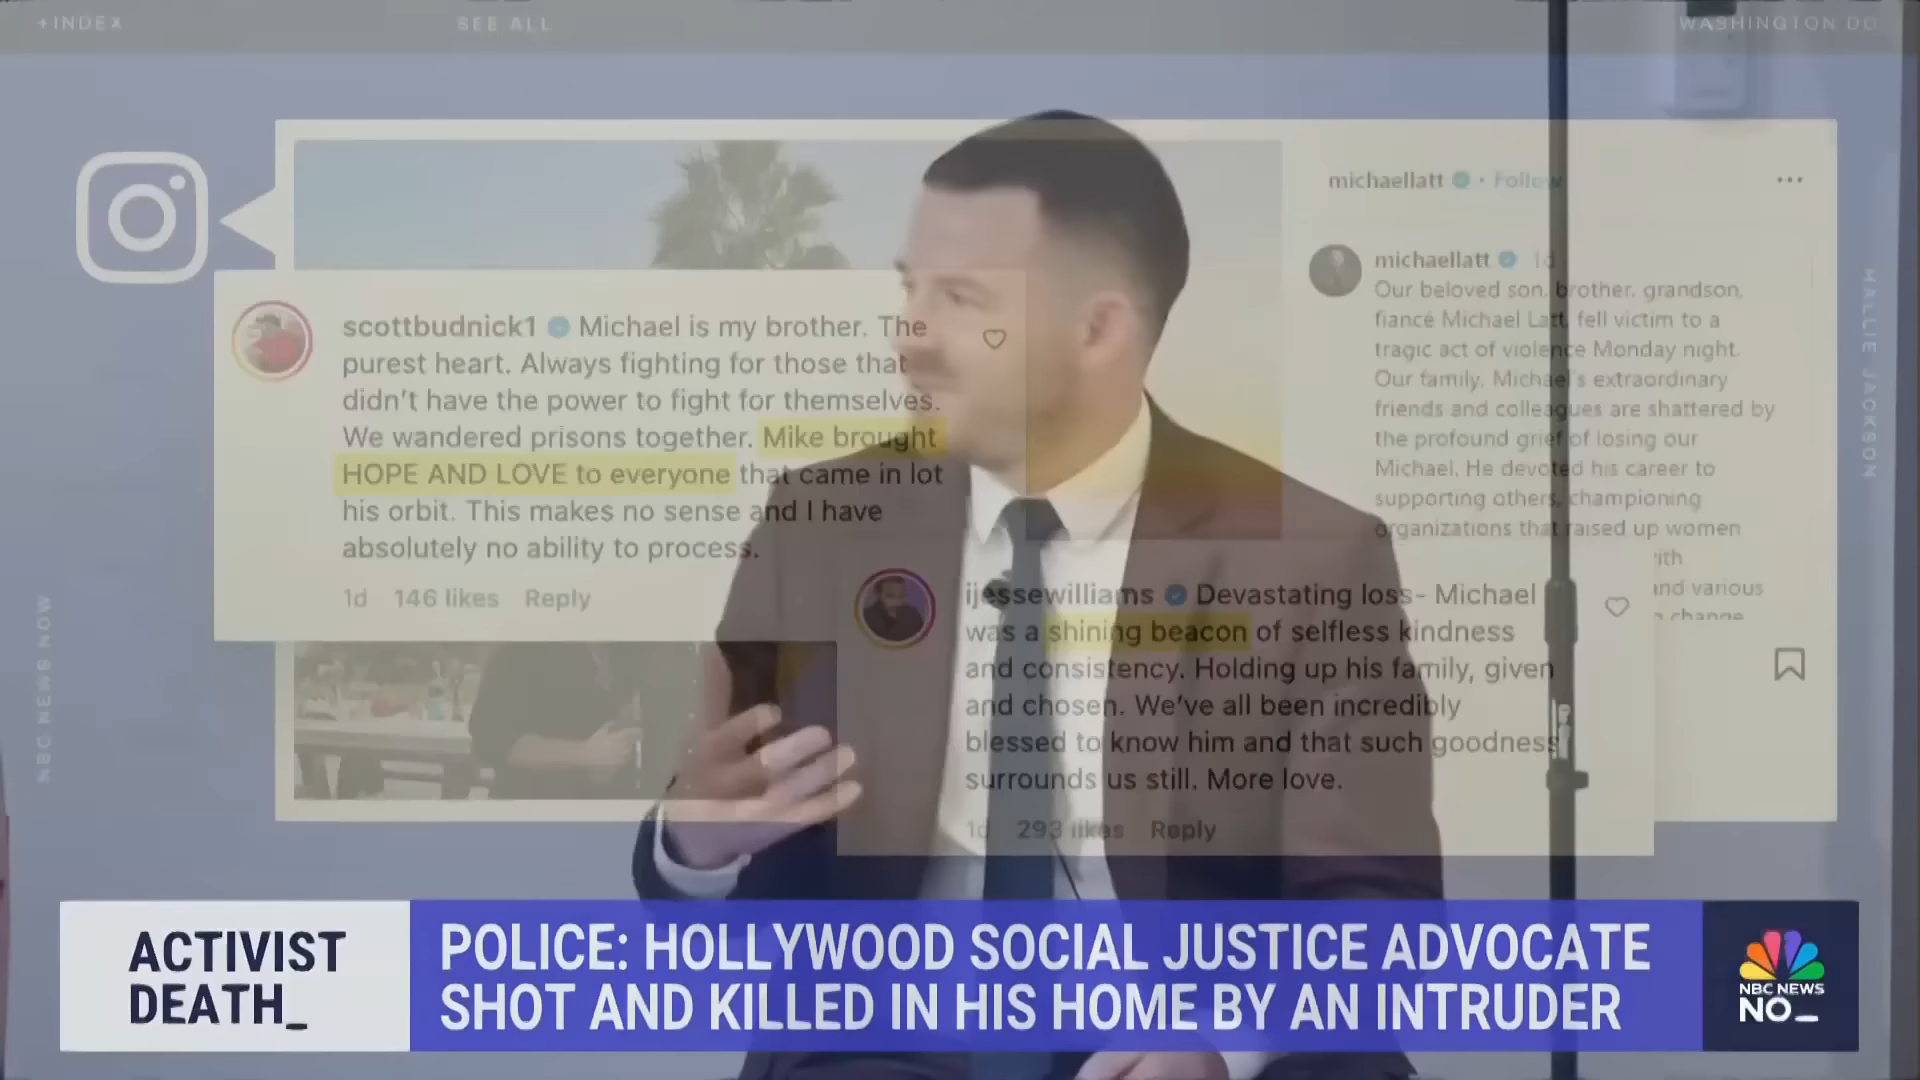 +INDEX
SEE ALL
WASHINGTON DC
michaellatt • Follow
michaellatt 1d
Our beloved son, brother, grandson,
fiancé Michael Latt, fell victim to a
tragic act of violence Monday night.
Our family, Michael's extraordinary
friends and colleagues are shattered by
the profound grief of losing our
Michael. He devoted his career to
supporting others, championing
organizations that raised up women
and various
change
scottbudnick1 Michael is my brother. The
purest heart. Always fighting for those that
didn't have the power to fight for themselves.
We wandered prisons together. Mike brought
HOPE AND LOVE to everyone that came in lot
his orbit. This makes no sense and I have
absolutely no ability to process.
1d 146 likes Reply
ijessewilliams Devastating loss- Michael
was a shining beacon of selfless kindness
and consistency. Holding up his family, given
and chosen. We've all been incredibly
blessed to know him and that such goodness
surrounds us still. More love.
1d 293 likes Reply
NBC NEWS NOW
HALLIE JACKSON
ACTIVIST
DEATH_
POLICE: HOLLYWOOD SOCIAL JUSTICE ADVOCATE
SHOT AND KILLED IN HIS HOME BY AN INTRUDER
NBC NEWS
NO_